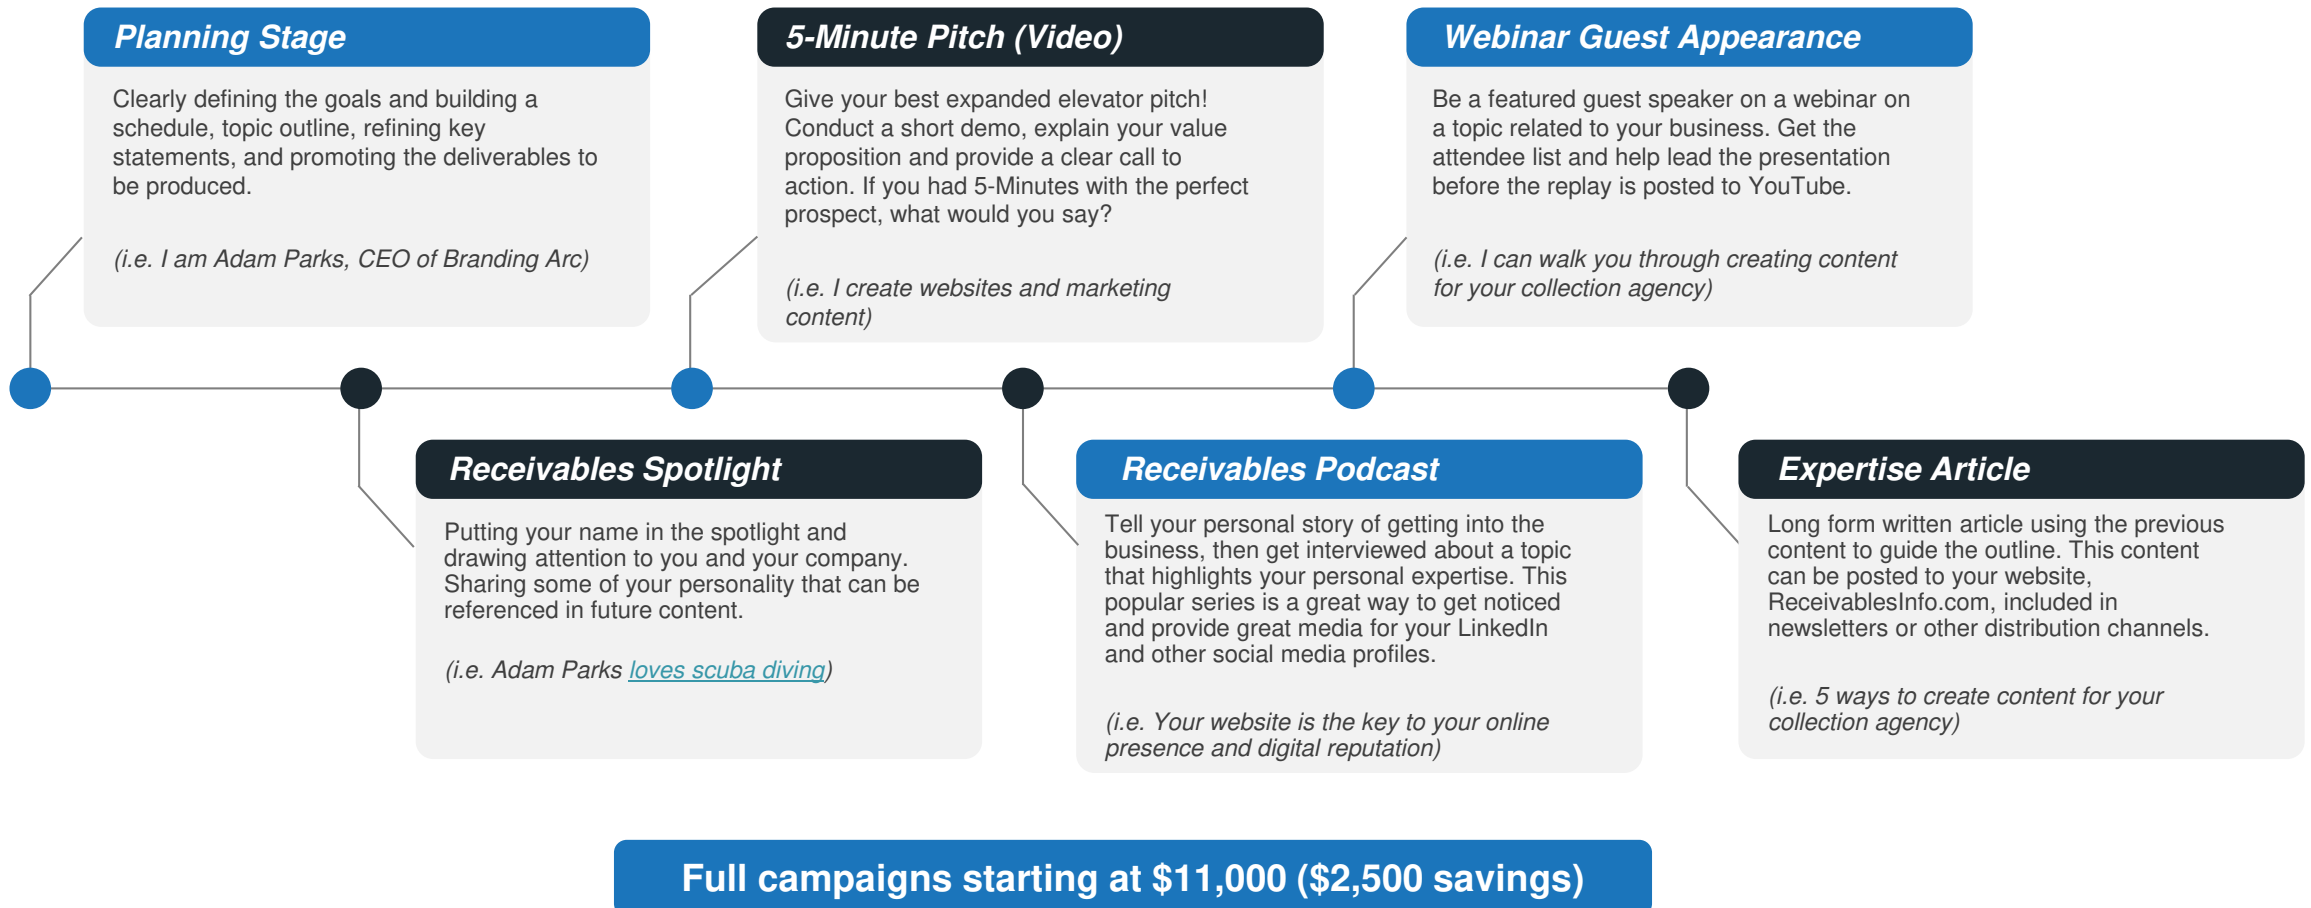 Planning Stage
Clearly defining the goals and building a
schedule, topic outline, refining key
statements, and promoting the deliverables to
be produced.
(i.e. I am Adam Parks, CEO of Branding Arc)
5-Minute Pitch (Video)
Give your best expanded elevator pitch!
Conduct a short demo, explain your value
proposition and provide a clear call to
action. If you had 5-Minutes with the perfect
prospect, what would you say?
(i.e. I create websites and marketing
content)
Webinar Guest Appearance
Be a featured guest speaker on a webinar on
a topic related to your business. Get the
attendee list and help lead the presentation
before the replay is posted to YouTube.
(i.e. I can walk you through creating content
for your collection agency)
Receivables Spotlight
Putting your name in the spotlight and
drawing attention to you and your company.
Sharing some of your personality that can be
referenced in future content.
(i.e. Adam Parks loves scuba diving)
Receivables Podcast
Tell your personal story of getting into the
business, then get interviewed about a topic
that highlights your personal expertise. This
popular series is a great way to get noticed
and provide great media for your LinkedIn
and other social media profiles.
(i.e. Your website is the key to your online
presence and digital reputation)
Expertise Article
Long form written article using the previous
content to guide the outline. This content
can be posted to your website,
ReceivablesInfo.com, included in
newsletters or other distribution channels.
(i.e. 5 ways to create content for your
collection agency)
Full campaigns starting at $11,000 ($2,500 savings)